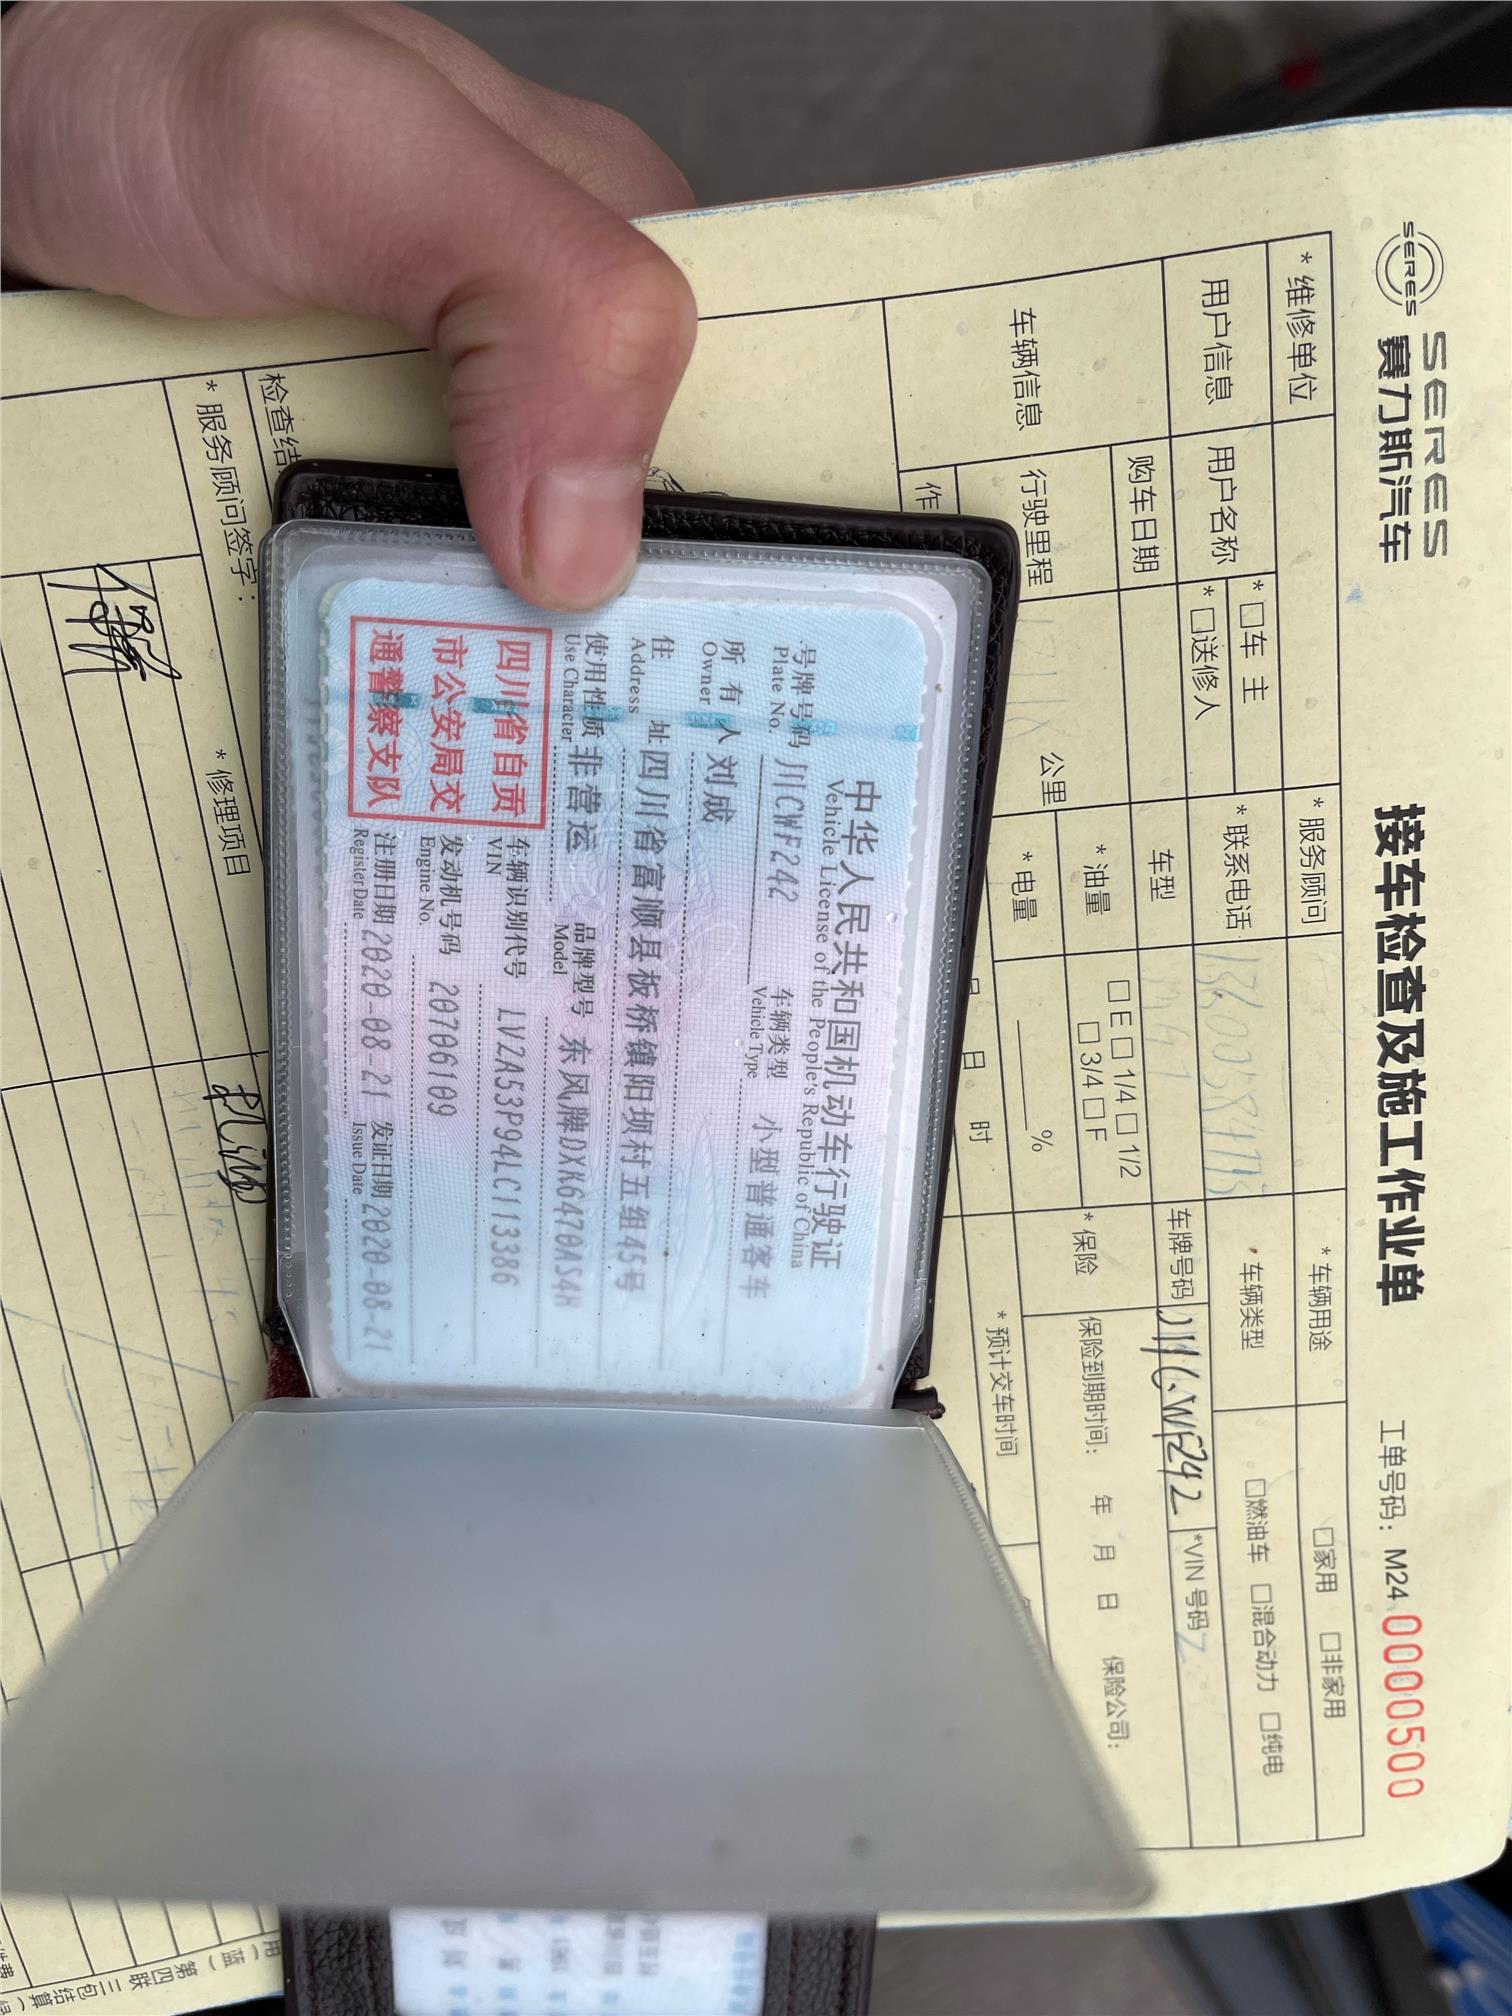 SERES
SERES
赛力斯汽车
接车检查及施工作业单
工单号码：M24 0000500
*维修单位
*服务顾问
*车辆用途
□家用 □非家用
用户信息
用户名称
*□车 主
*□送修人
*联系电话
*车辆类型
□燃油车 □混合动力 □纯电
车辆信息
购车日期
车型
车牌号码 川C.WF242
*VIN 号码
行驶里程
公里
*油量
□ E □ 1/4 □ 1/2
□ 3/4 □ F
*电量
%
*保险
保险到期时间： 年 月 日 保险公司：
作
日 时
*预计交车时间
中华人民共和国机动车行驶证
Vehicle License of the People's Republic of China
号牌号码 川CWF242
Plate No.
车辆类型 小型普通客车
Vehicle Type
所有人 刘成
Owner
住 址 四川省富顺县板桥镇阳坝村五组45号
Address
使用性质 非营运
Use Character
品牌型号 东风牌DXK6470AS4H
Model
四川省自贡
市公安局交
通警察支队
车辆识别代号 LVZA53P94LC113386
VIN
发动机号码 20706109
Engine No.
注册日期 2020-08-21
Register Date
发证日期 2020-08-21
Issue Date
检查结
*服务顾问签字：
*修理项目